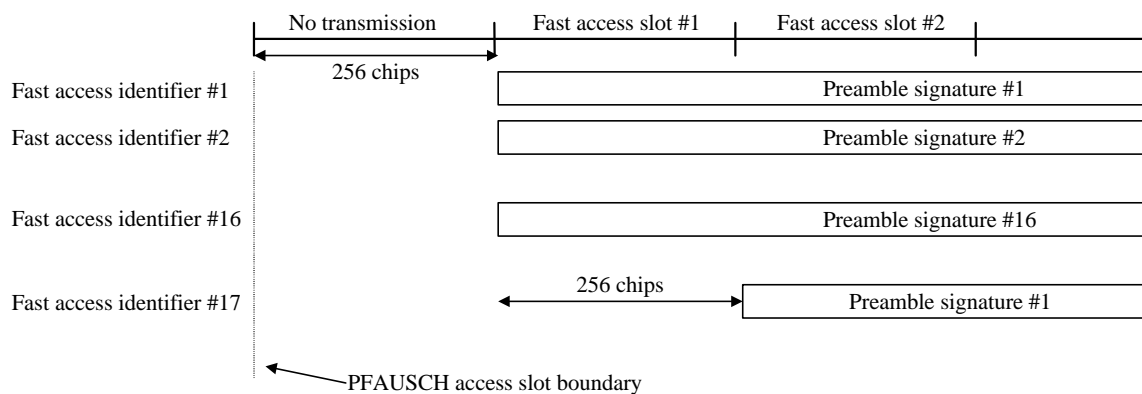 No transmission
Fast access slot #1
Fast access slot #2
256 chips
Fast access identifier #1
Preamble signature #1
Fast access identifier #2
Preamble signature #2
Fast access identifier #16
Preamble signature #16
256 chips
Fast access identifier #17
Preamble signature #1
PFAUSCH access slot boundary